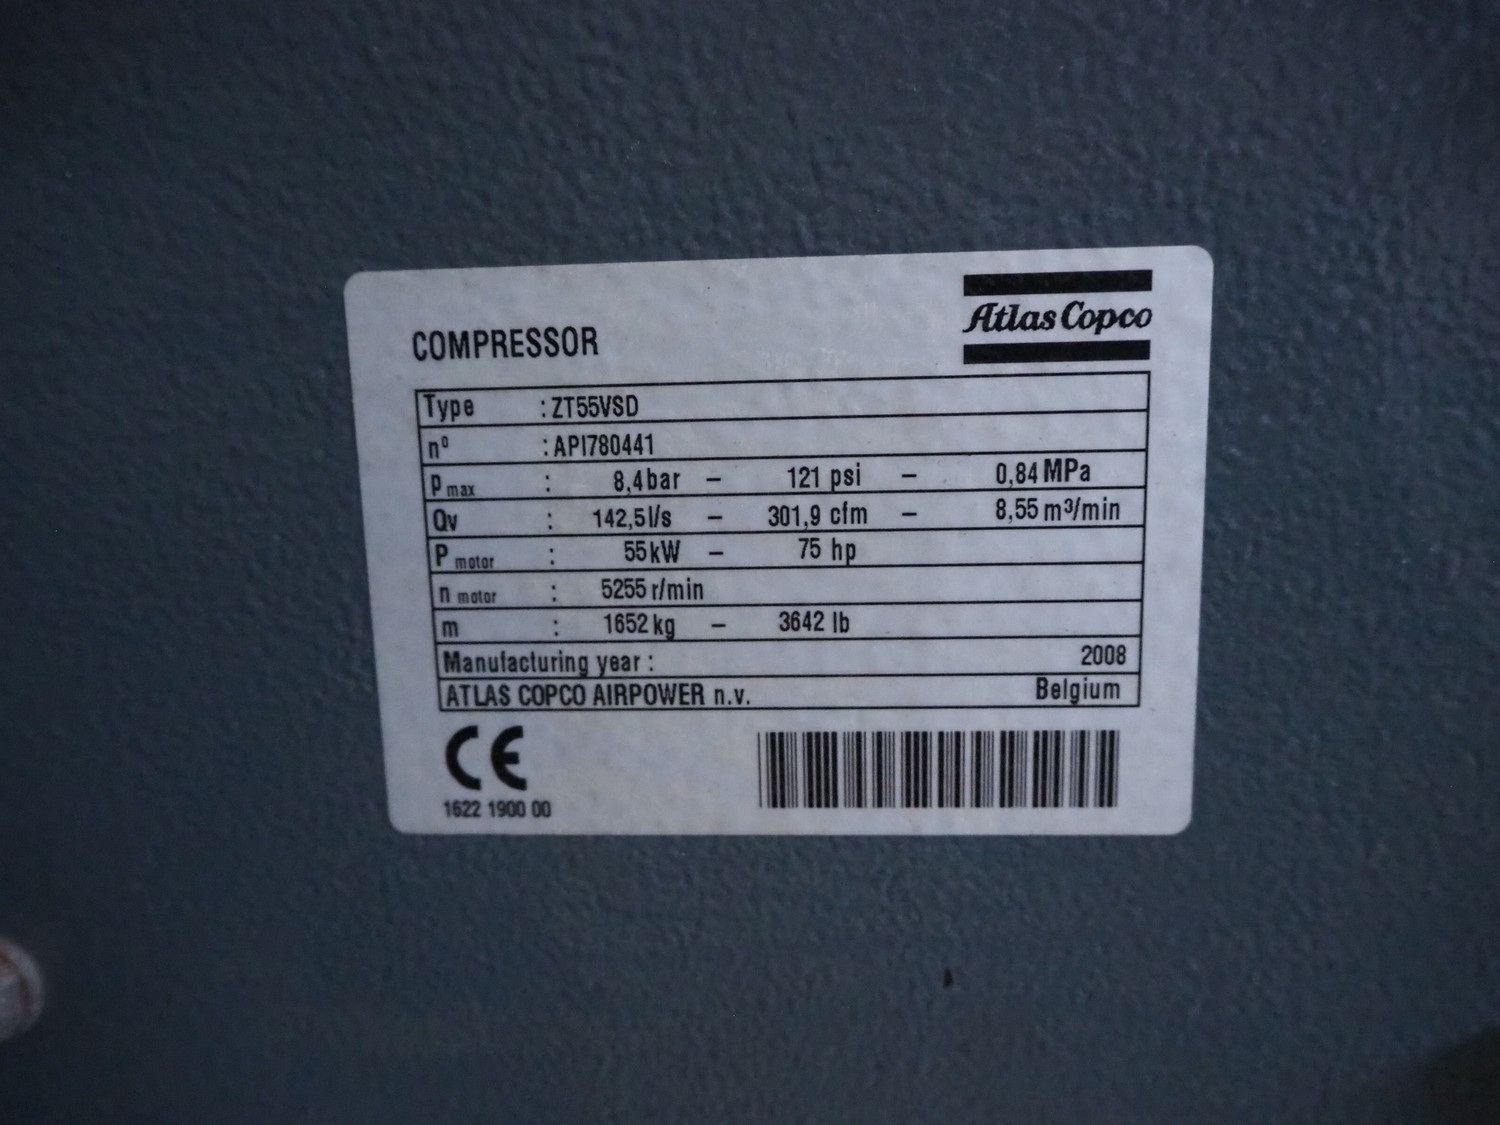 Atlas Copco
COMPRESSOR
Type : ZT55VSD
nº : API780441
P max : 8,4 bar – 121 psi – 0,84 MPa
Qv : 142,5 l/s – 301,9 cfm – 8,55 m³/min
P motor : 55 kW – 75 hp
n motor : 5255 r/min
m : 1652 kg – 3642 lb
Manufacturing year : 2008
ATLAS COPCO AIRPOWER n.v. Belgium
CE
1622 1900 00